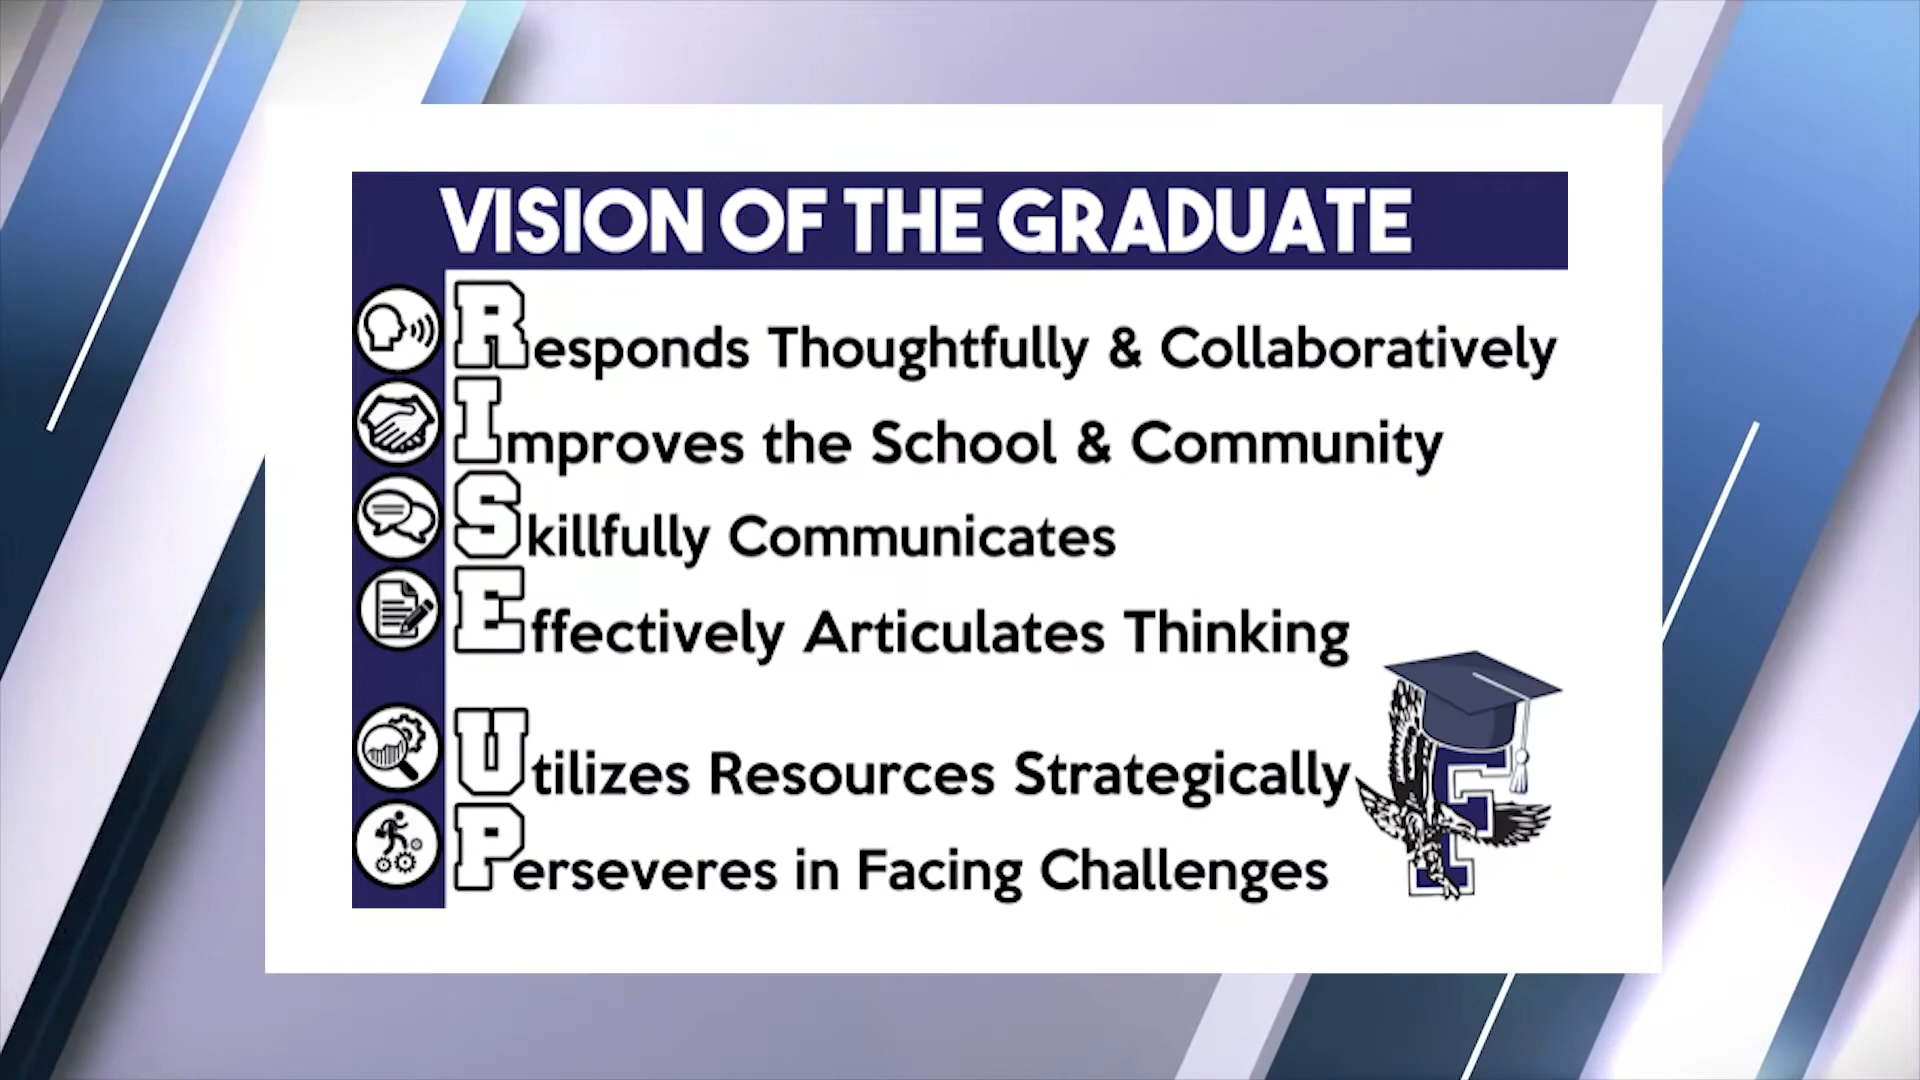 VISION OF THE GRADUATE
Responds Thoughtfully & Collaboratively
Improves the School & Community
Skillfully Communicates
Effectively Articulates Thinking
Utilizes Resources Strategically
Perseveres in Facing Challenges
F